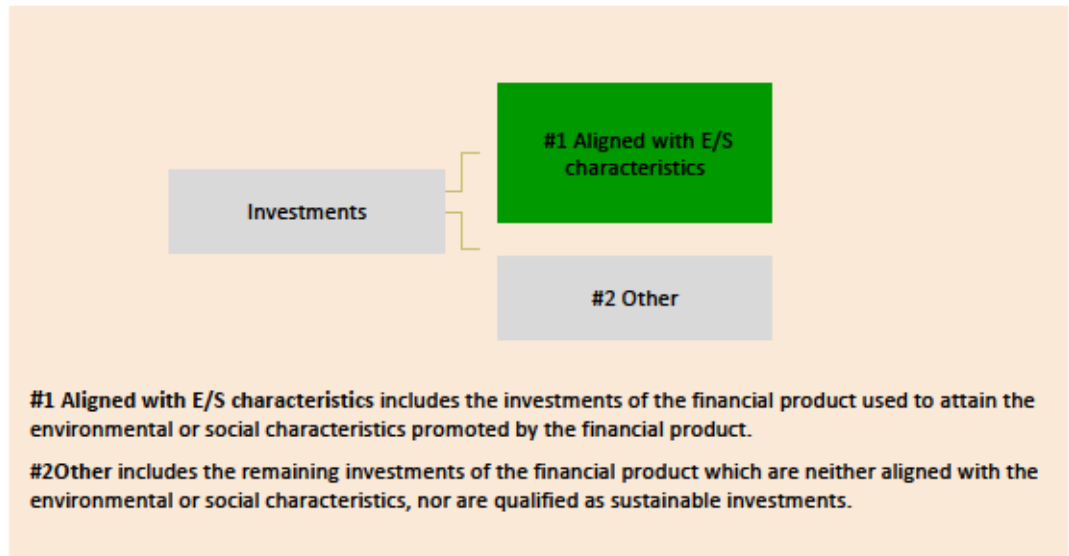 #1 Aligned with E/S
characteristics
Investments
#2 Other
#1 Aligned with E/S characteristics includes the investments of the financial product used to attain the
environmental or social characteristics promoted by the financial product.
#2Other includes the remaining investments of the financial product which are neither aligned with the
environmental or social characteristics, nor are qualified as sustainable investments.